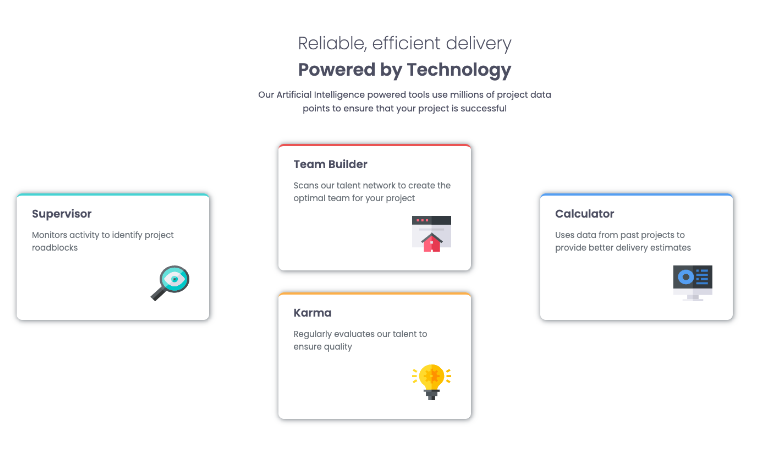 Reliable, efficient delivery
Powered by Technology
Our Artificial Intelligence powered tools use millions of project data
points to ensure that your project is successful
Supervisor
Monitors activity to identify project
roadblocks
Team Builder
Scans our talent network to create the
optimal team for your project
Karma
Regularly evaluates our talent to
ensure quality
Calculator
Uses data from past projects to
provide better delivery estimates